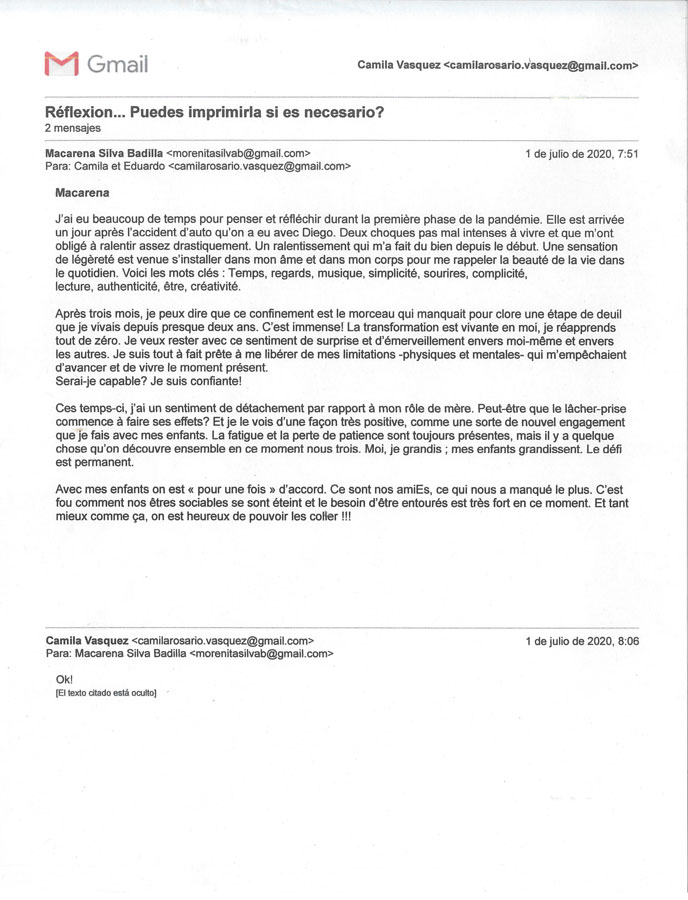 Gmail
Camila Vasquez <camilarosario.vasquez@gmail.com>
Réflexion... Puedes imprimirla si es necesario?
2 mensajes
Macarena Silva Badilla <morenitasilvab@gmail.com>
1 de julio de 2020, 7:51
Para: Camila et Eduardo <camilarosario.vasquez@gmail.com>
Macarena
J'ai eu beaucoup de temps pour penser et réfléchir durant la première phase de la pandémie. Elle est arrivée
un jour après l'accident d'auto qu'on a eu avec Diego. Deux choques pas mal intenses à vivre et que m'ont
obligé à ralentir assez drastiquement. Un ralentissement qui m'a fait du bien depuis le début. Une sensation
de légèreté est venue s'installer dans mon âme et dans mon corps pour me rappeler la beauté de la vie dans
le quotidien. Voici les mots clés : Temps, regards, musique, simplicité, sourires, complicité,
lecture, authenticité, être, créativité.
Après trois mois, je peux dire que ce confinement est le morceau qui manquait pour clore une étape de deuil
que je vivais depuis presque deux ans. C'est immense! La transformation est vivante en moi, je réapprends
tout de zéro. Je veux rester avec ce sentiment de surprise et d'émerveillement envers moi-même et envers
les autres. Je suis tout à fait prête à me libérer de mes limitations -physiques et mentales- qui m'empêchaient
d'avancer et de vivre le moment présent.
Serai-je capable? Je suis confiante!
Ces temps-ci, j'ai un sentiment de détachement par rapport à mon rôle de mère. Peut-être que le lâcher-prise
commence à faire ses effets? Et je le vois d'une façon très positive, comme une sorte de nouvel engagement
que je fais avec mes enfants. La fatigue et la perte de patience sont toujours présentes, mais il y a quelque
chose qu'on découvre ensemble en ce moment nous trois. Moi, je grandis ; mes enfants grandissent. Le défi
est permanent.
Avec mes enfants on est « pour une fois » d'accord. Ce sont nos amiEs, ce qui nous a manqué le plus. C'est
fou comment nos êtres sociables se sont éteint et le besoin d'être entourés est très fort en ce moment. Et tant
mieux comme ça, on est heureux de pouvoir les coller !!!
Camila Vasquez <camilarosario.vasquez@gmail.com>
1 de julio de 2020, 8:06
Para: Macarena Silva Badilla <morenitasilvab@gmail.com>
Ok!
[El texto citado está oculto]